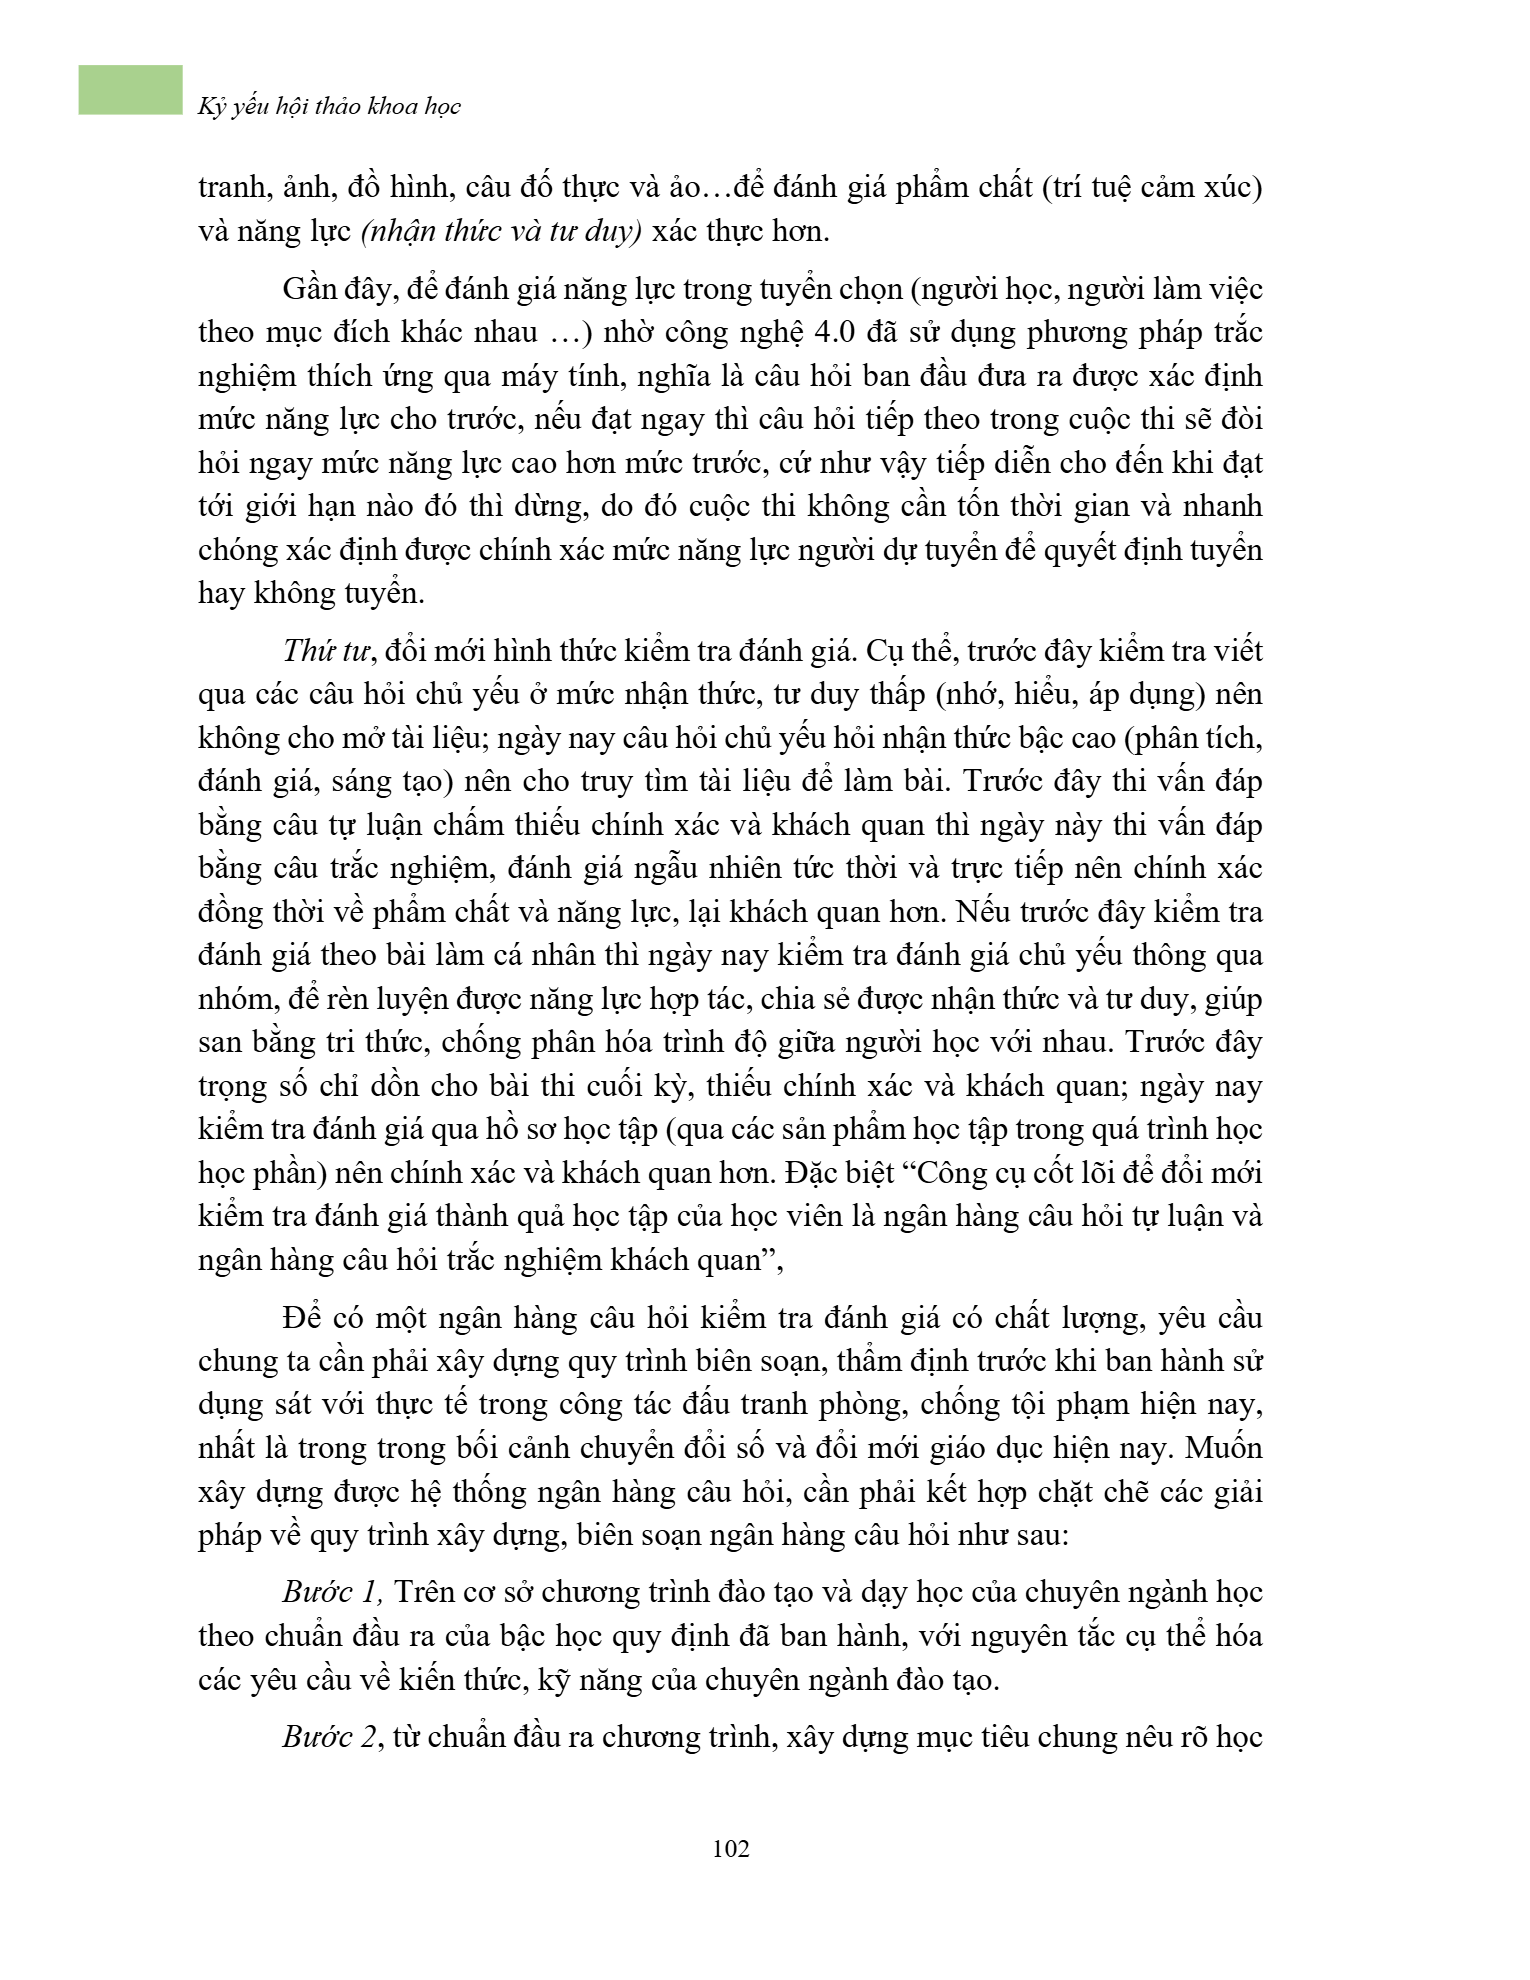 Kỷ yếu hội thảo khoa học
tranh, ảnh, đồ hình, câu đố thực và ảo…để đánh giá phẩm chất (trí tuệ cảm xúc)
và năng lực (nhận thức và tư duy) xác thực hơn.
Gần đây, để đánh giá năng lực trong tuyển chọn (người học, người làm việc
theo mục đích khác nhau …) nhờ công nghệ 4.0 đã sử dụng phương pháp trắc
nghiệm thích ứng qua máy tính, nghĩa là câu hỏi ban đầu đưa ra được xác định
mức năng lực cho trước, nếu đạt ngay thì câu hỏi tiếp theo trong cuộc thi sẽ đòi
hỏi ngay mức năng lực cao hơn mức trước, cứ như vậy tiếp diễn cho đến khi đạt
tới giới hạn nào đó thì dừng, do đó cuộc thi không cần tốn thời gian và nhanh
chóng xác định được chính xác mức năng lực người dự tuyển để quyết định tuyển
hay không tuyển.
Thứ tư, đổi mới hình thức kiểm tra đánh giá. Cụ thể, trước đây kiểm tra viết
qua các câu hỏi chủ yếu ở mức nhận thức, tư duy thấp (nhớ, hiểu, áp dụng) nên
không cho mở tài liệu; ngày nay câu hỏi chủ yếu hỏi nhận thức bậc cao (phân tích,
đánh giá, sáng tạo) nên cho truy tìm tài liệu để làm bài. Trước đây thi vấn đáp
bằng câu tự luận chấm thiếu chính xác và khách quan thì ngày này thi vấn đáp
bằng câu trắc nghiệm, đánh giá ngẫu nhiên tức thời và trực tiếp nên chính xác
đồng thời về phẩm chất và năng lực, lại khách quan hơn. Nếu trước đây kiểm tra
đánh giá theo bài làm cá nhân thì ngày nay kiểm tra đánh giá chủ yếu thông qua
nhóm, để rèn luyện được năng lực hợp tác, chia sẻ được nhận thức và tư duy, giúp
san bằng tri thức, chống phân hóa trình độ giữa người học với nhau. Trước đây
trọng số chỉ dồn cho bài thi cuối kỳ, thiếu chính xác và khách quan; ngày nay
kiểm tra đánh giá qua hồ sơ học tập (qua các sản phẩm học tập trong quá trình học
học phần) nên chính xác và khách quan hơn. Đặc biệt “Công cụ cốt lõi để đổi mới
kiểm tra đánh giá thành quả học tập của học viên là ngân hàng câu hỏi tự luận và
ngân hàng câu hỏi trắc nghiệm khách quan”,
Để có một ngân hàng câu hỏi kiểm tra đánh giá có chất lượng, yêu cầu
chung ta cần phải xây dựng quy trình biên soạn, thẩm định trước khi ban hành sử
dụng sát với thực tế trong công tác đấu tranh phòng, chống tội phạm hiện nay,
nhất là trong trong bối cảnh chuyển đổi số và đổi mới giáo dục hiện nay. Muốn
xây dựng được hệ thống ngân hàng câu hỏi, cần phải kết hợp chặt chẽ các giải
pháp về quy trình xây dựng, biên soạn ngân hàng câu hỏi như sau:
Bước 1, Trên cơ sở chương trình đào tạo và dạy học của chuyên ngành học
theo chuẩn đầu ra của bậc học quy định đã ban hành, với nguyên tắc cụ thể hóa
các yêu cầu về kiến thức, kỹ năng của chuyên ngành đào tạo.
Bước 2, từ chuẩn đầu ra chương trình, xây dựng mục tiêu chung nêu rõ học
102